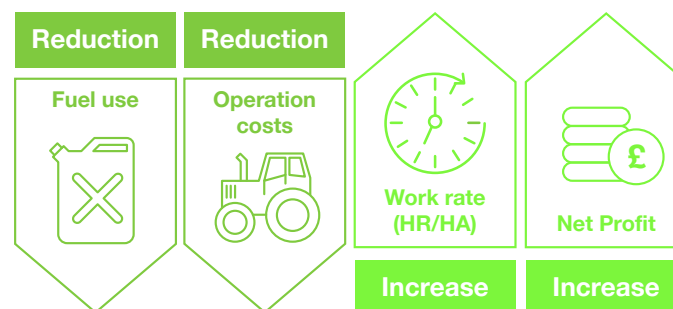 Reduction
Fuel use
Reduction
Operation
costs
Work rate
(HR/HA)
Increase
£
Net Profit
Increase